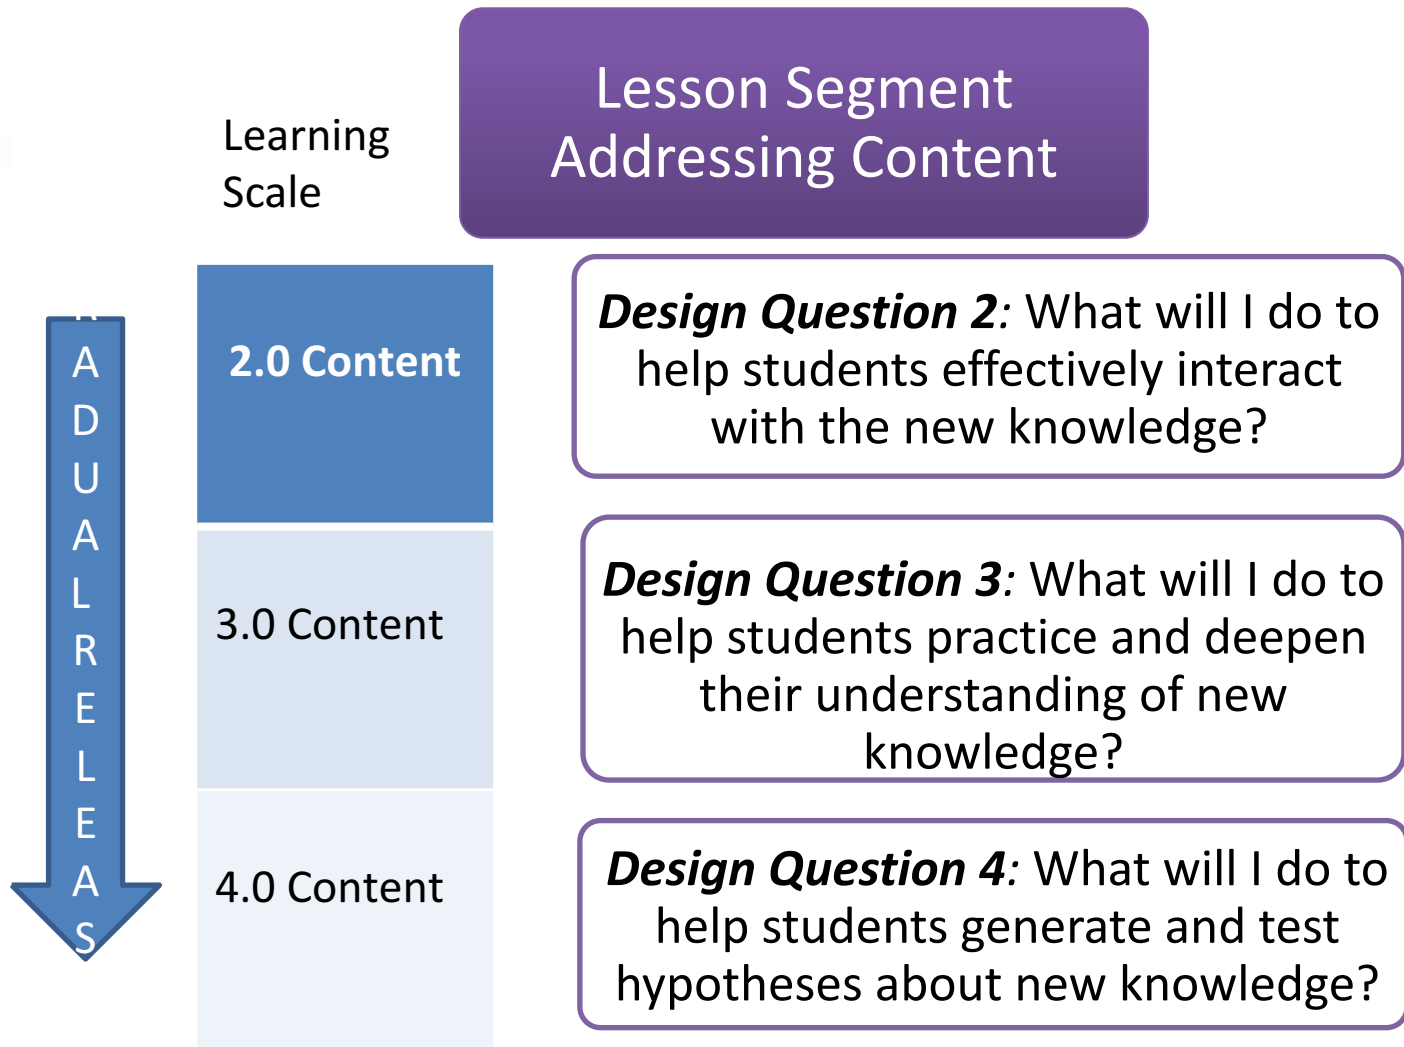 Lesson Segment
Addressing Content
Learning
Scale
A
D
U
A
L
R
E
L
E
A
S
2.0 Content
Design Question 2: What will I do to
help students effectively interact
with the new knowledge?
3.0 Content
Design Question 3: What will I do to
help students practice and deepen
their understanding of new
knowledge?
4.0 Content
Design Question 4: What will I do to
help students generate and test
hypotheses about new knowledge?